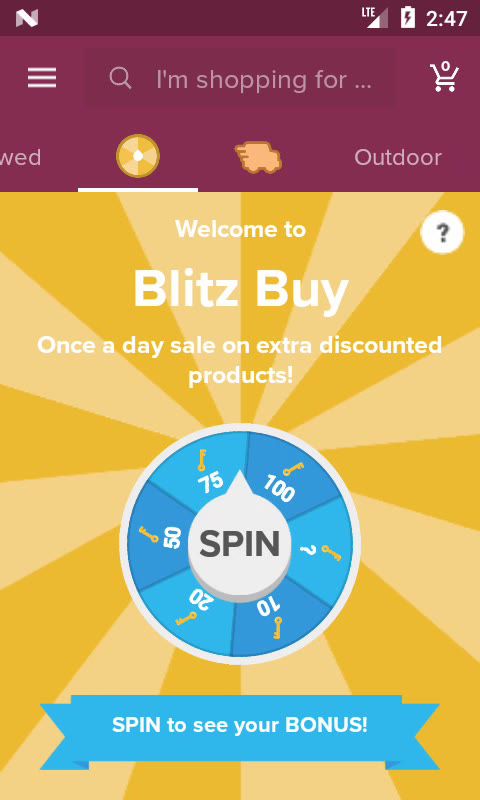 LTE 2:47
I'm shopping for ...
0
wed
Outdoor
Welcome to
?
Blitz Buy
Once a day sale on extra discounted
products!
75
100
50
SPIN
?
20
10
SPIN to see your BONUS!